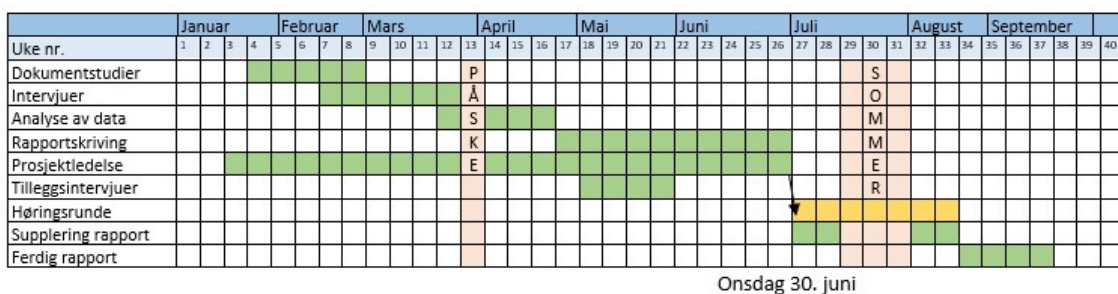 Januar Februar Mars April Mai Juni Juli August September
Uke nr. 1 2 3 4 5 6 7 8 9 10 11 12 13 14 15 16 17 18 19 20 21 22 23 24 25 26 27 28 29 30 31 32 33 34 35 36 37 38 39 40
Dokumentstudier P S
Intervjuer Å O
Analyse av data S M
Rapportskriving K M
Prosjektledelse E E
Tilleggsintervjuer R
Høringsrunde
Supplering rapport
Ferdig rapport
Onsdag 30. juni